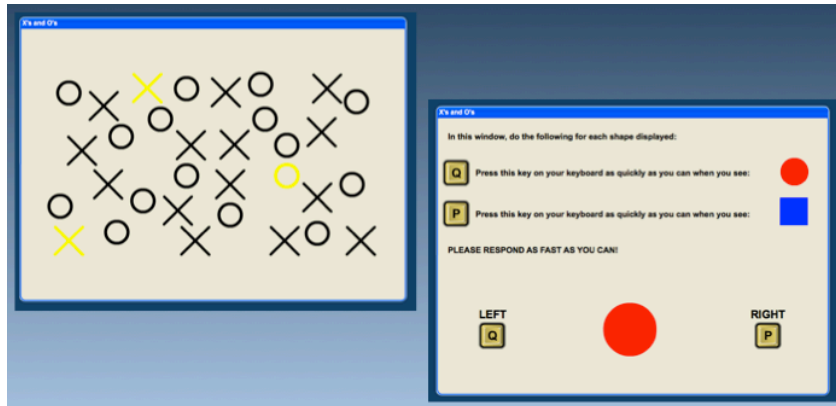 X's and O's
X's and O's
In this window, do the following for each shape displayed:
Q Press this key on your keyboard as quickly as you can when you see:
P Press this key on your keyboard as quickly as you can when you see:
PLEASE RESPOND AS FAST AS YOU CAN!
LEFT RIGHT
Q P